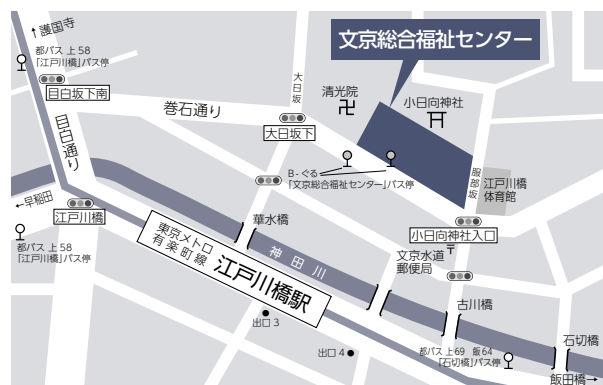 護国寺
都バス 上58
「江戸川橋」バス停
目白坂下南
目白通り
巻石通り
大日坂
大日坂下
清光院
小日向神社
文京総合福祉センター
B-ぐる
「文京総合福祉センター」バス停
服部坂
江戸川橋
体育館
小日向神社入口
文京水道
郵便局
早稲田
江戸川橋
都バス 上58
「江戸川橋」バス停
華水橋
神田川
東京メトロ
有楽町線
江戸川橋駅
出口3
出口4
古川橋
都バス 上69 飯64
「石切橋」バス停
石切橋
飯田橋